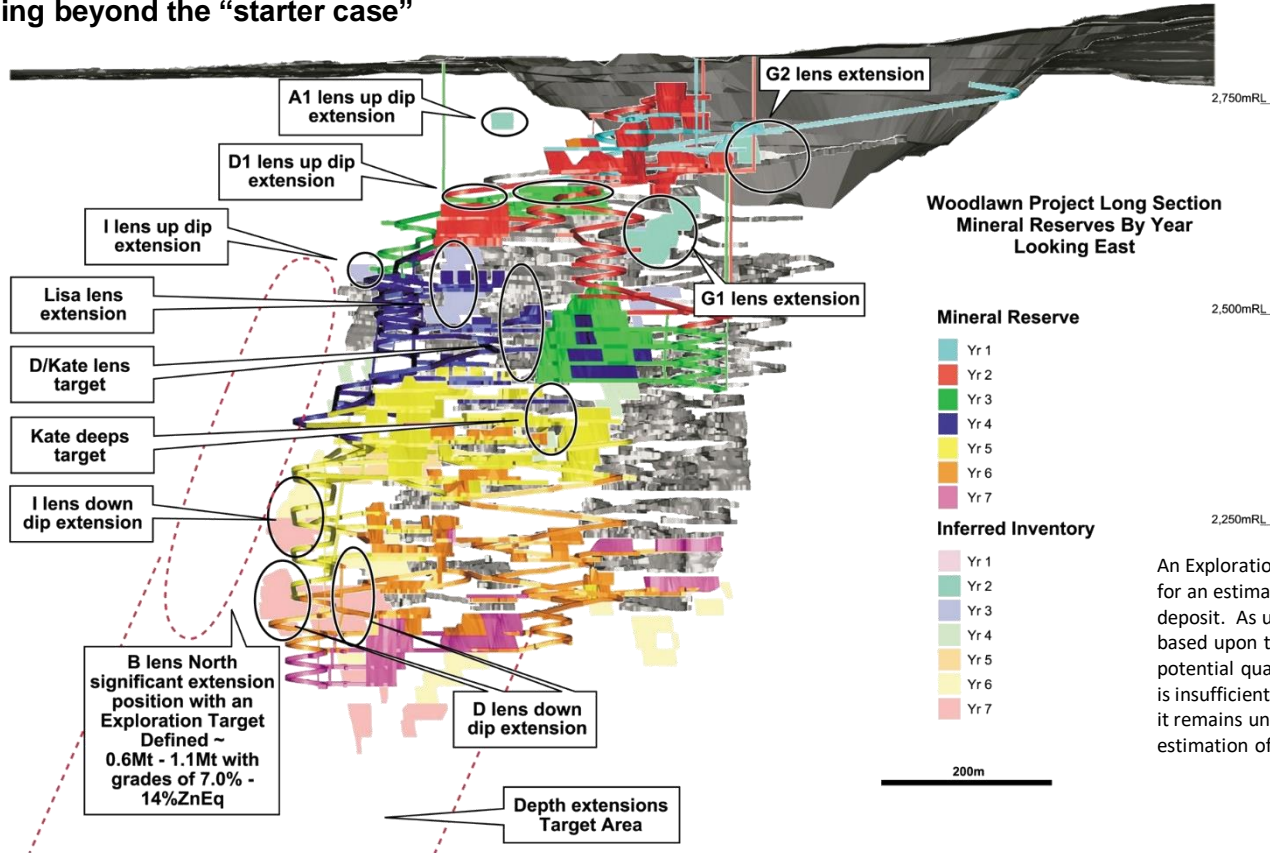 ing beyond the “starter case”
A1 lens up dip
extension
D1 lens up dip
extension
I lens up dip
extension
Lisa lens
extension
D/Kate lens
target
Kate deeps
target
I lens down
dip extension
B lens North
significant extension
position with an
Exploration Target
Defined ~
0.6Mt - 1.1Mt with
grades of 7.0% -
14%ZnEq
D lens down
dip extension
Depth extensions
Target Area
G2 lens extension
G1 lens extension
2,750mRL
Woodlawn Project Long Section
Mineral Reserves By Year
Looking East
2,500mRL
Mineral Reserve
Yr 1
Yr 2
Yr 3
Yr 4
Yr 5
Yr 6
Yr 7
2,250mRL
Inferred Inventory
Yr 1
Yr 2
Yr 3
Yr 4
Yr 5
Yr 6
Yr 7
200m
An Exploratio
for an estima
deposit. As u
based upon t
potential qua
is insufficient
it remains un
estimation of